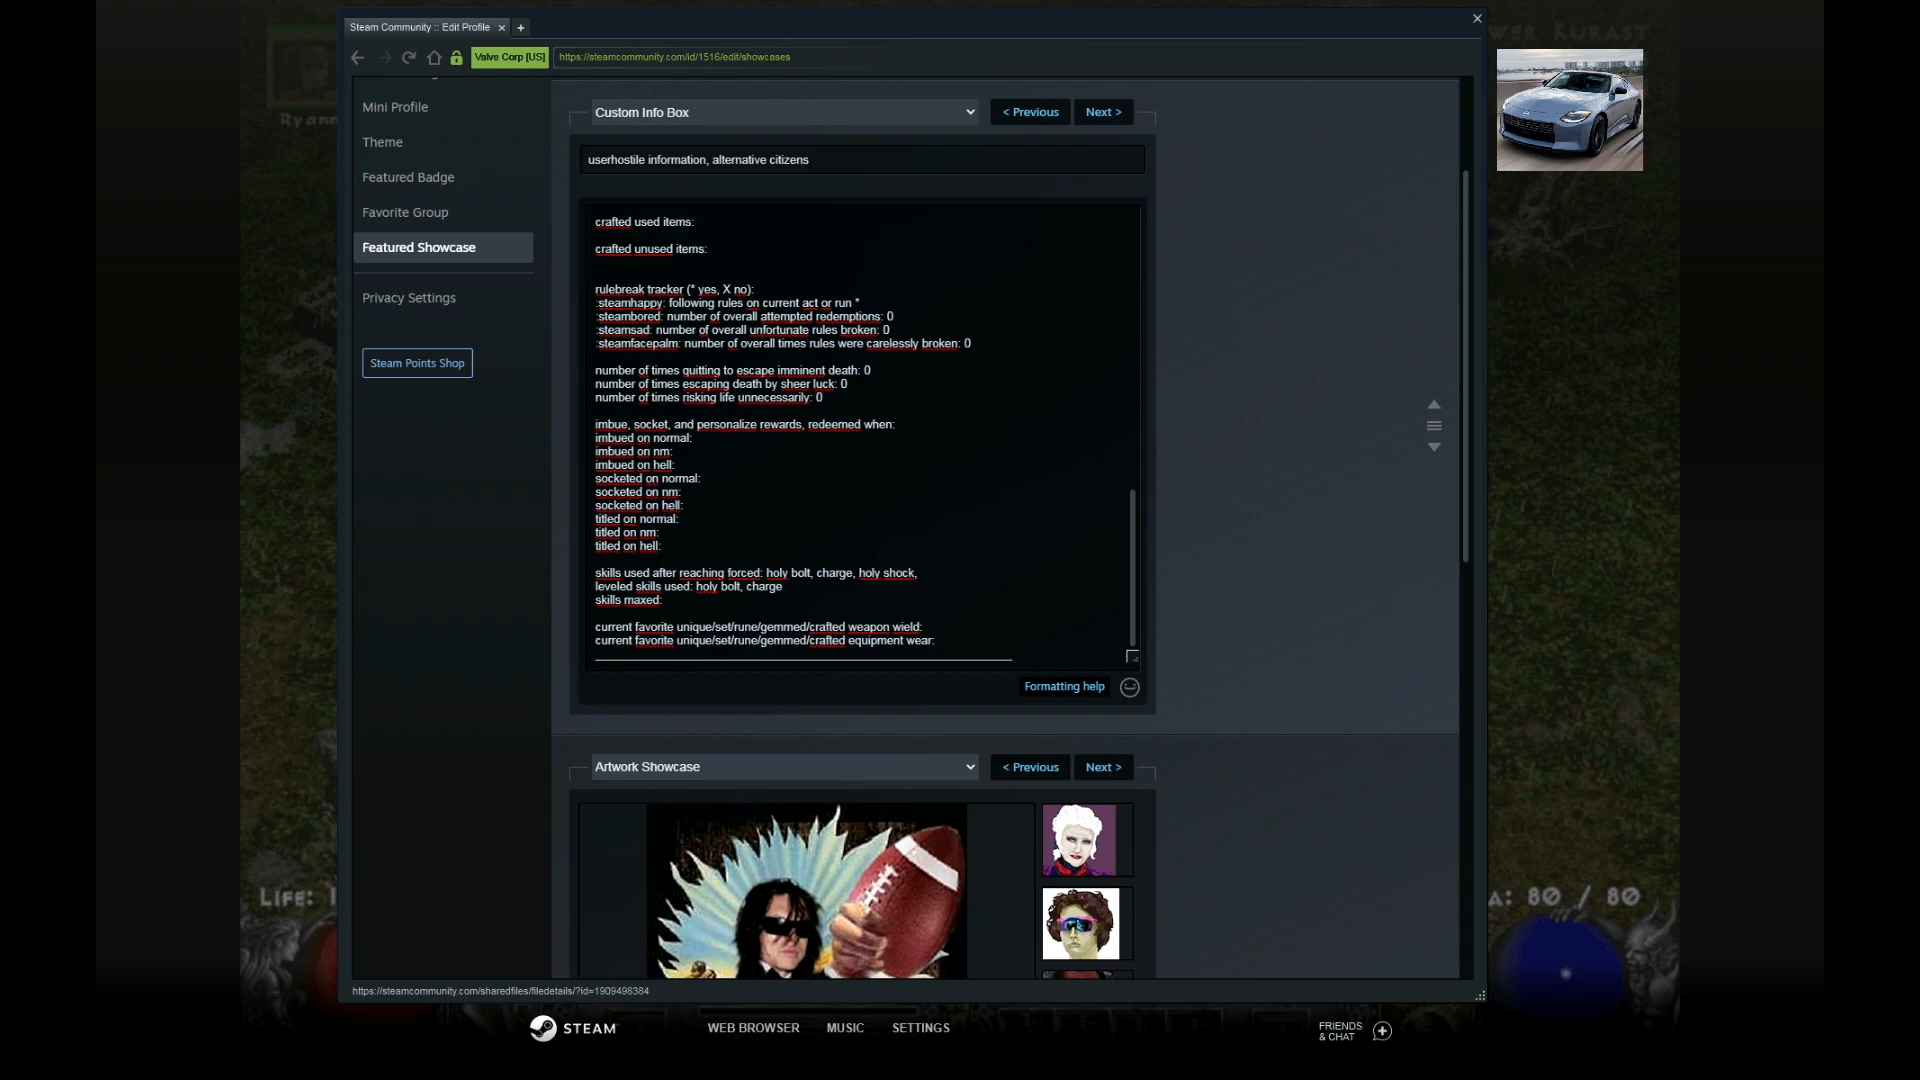 Steam Community :: Edit Profile
Valve Corp [US]
https://steamcommunity.com/id/1516/edit/showcases
Mini Profile
Theme
Featured Badge
Favorite Group
Featured Showcase
Privacy Settings
Steam Points Shop
Custom Info Box
< Previous
Next >
userhostile information, alternative citizens
crafted used items:
crafted unused items:
rulebreak tracker (* yes, X no):
:steamhappy: following rules on current act or run *
:steambored: number of overall attempted redemptions: 0
:steamsad: number of overall unfortunate rules broken: 0
:steamfacepalm: number of overall times rules were carelessly broken: 0
number of times quitting to escape imminent death: 0
number of times escaping death by sheer luck: 0
number of times risking life unnecessarily: 0
imbue, socket, and personalize rewards, redeemed when:
imbued on normal:
imbued on nm:
imbued on hell:
socketed on normal:
socketed on nm:
socketed on hell:
titled on normal:
titled on nm:
titled on hell:
skills used after reaching forced: holy bolt, charge, holy shock,
leveled skills used: holy bolt, charge
skills maxed:
current favorite unique/set/rune/gemmed/crafted weapon wield:
current favorite unique/set/rune/gemmed/crafted equipment wear:
Formatting help
Artwork Showcase
< Previous
Next >
https://steamcommunity.com/sharedfiles/filedetails/?id=1909498384
Life:
80 / 80
Kurast
STEAM
WEB BROWSER
MUSIC
SETTINGS
FRIENDS
& CHAT